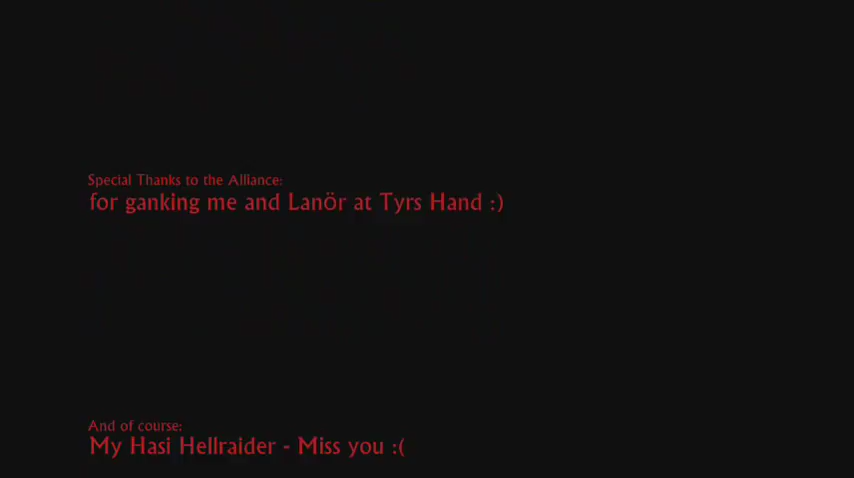 Special Thanks to the Alliance:
for ganking me and Lanör at Tyrs Hand :)
And of course:
My Hasi Hellraider - Miss you :(